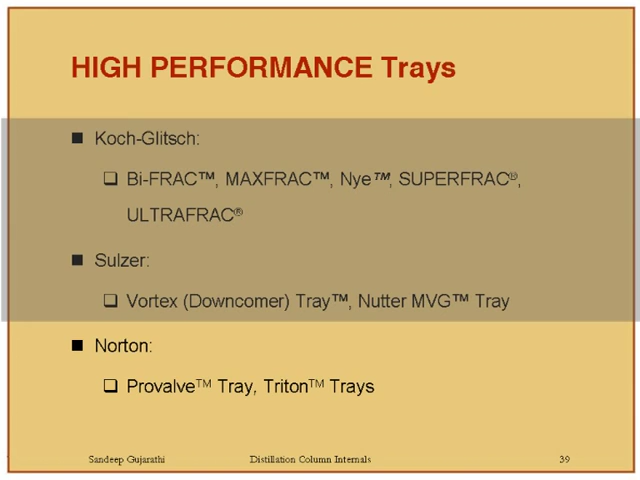 HIGH PERFORMANCE Trays
■ Koch-Glitsch:
❑ Bi-FRAC™, MAXFRAC™, Nye™, SUPERFRAC®,
ULTRAFRAC®
■ Sulzer:
❑ Vortex (Downcomer) Tray™, Nutter MVG™ Tray
■ Norton:
❑ Provalve™ Tray, Triton™ Trays
Sandeep Gujarathi Distillation Column Internals 39